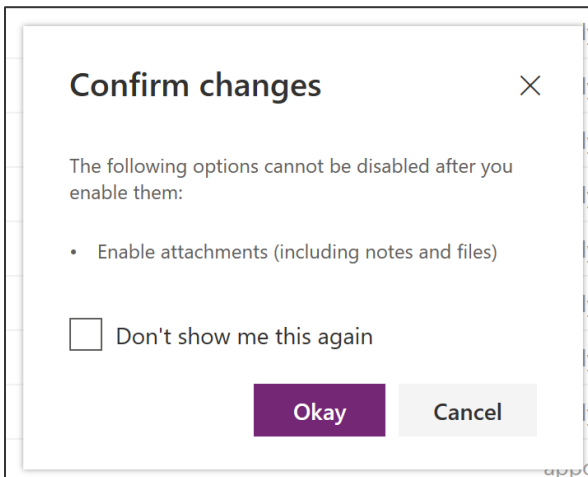 Confirm changes
The following options cannot be disabled after you
enable them:
• Enable attachments (including notes and files)
Don't show me this again
Okay
Cancel